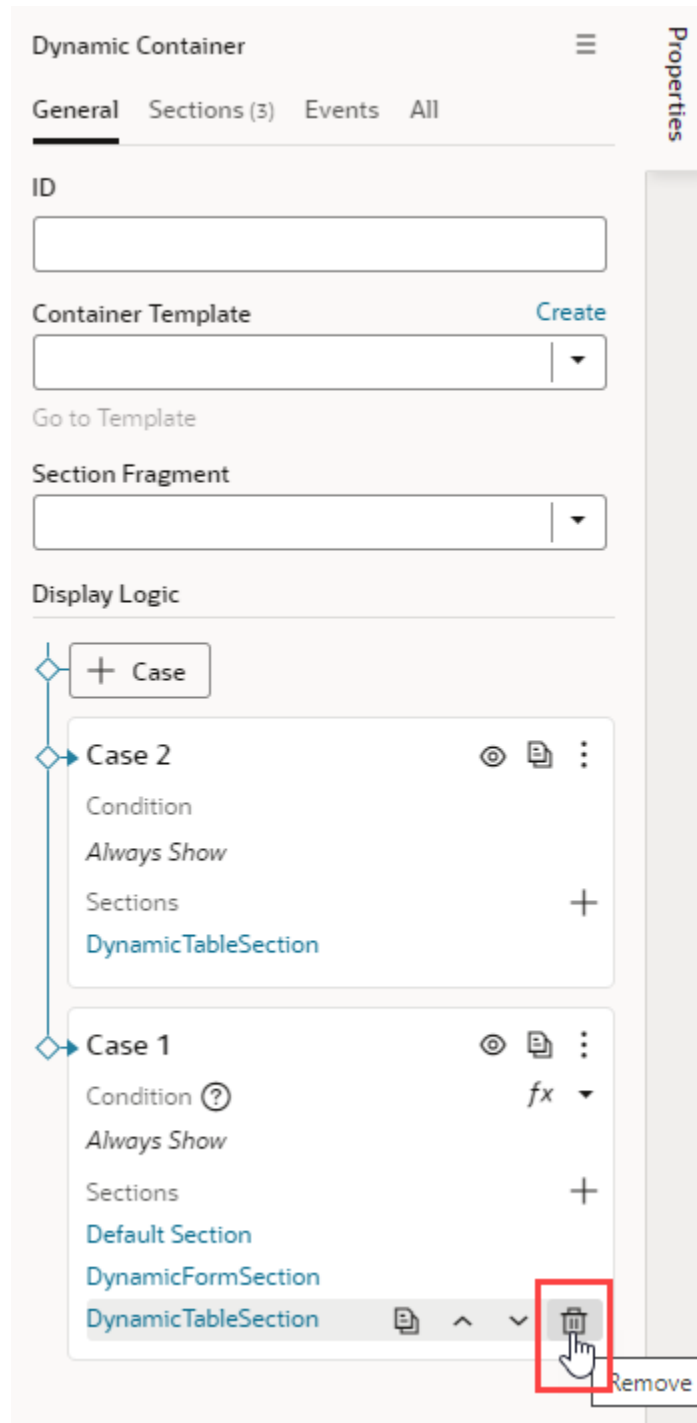 Dynamic Container
Properties
General Sections (3) Events All
ID
Container Template Create
Go to Template
Section Fragment
Display Logic
+ Case
Case 2
Condition
Always Show
Sections
DynamicTableSection
Case 1
Condition ? fx
Always Show
Sections
Default Section
DynamicFormSection
DynamicTableSection
Remove